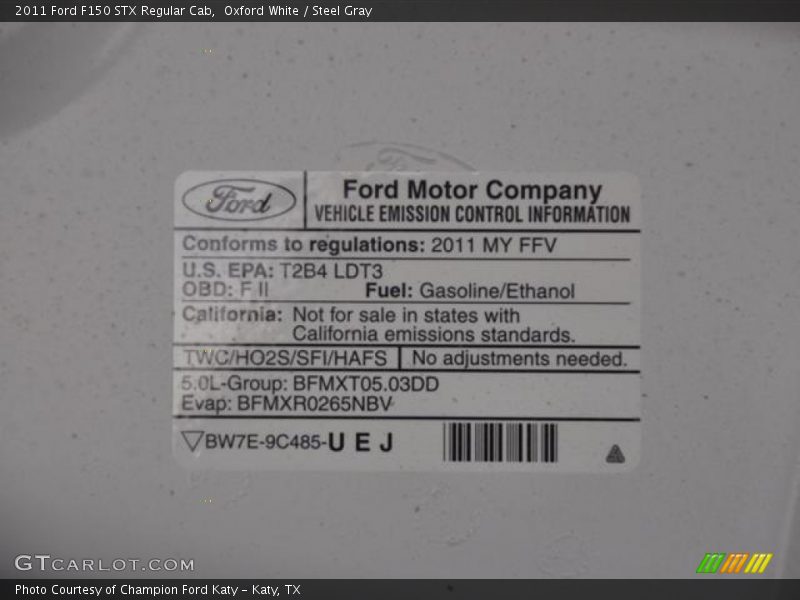 2011 Ford F150 STX Regular Cab, Oxford White / Steel Gray
Ford
Ford Motor Company
VEHICLE EMISSION CONTROL INFORMATION
Conforms to regulations: 2011 MY FFV
U.S. EPA: T2B4 LDT3
OBD: F II Fuel: Gasoline/Ethanol
California: Not for sale in states with
California emissions standards.
TWC/HO2S/SFI/HAFS No adjustments needed.
5.0L-Group: BFMXT05.03DD
Evap: BFMXR0265NBV
BW7E-9C485-U E J
GTCARLOT.COM
Photo Courtesy of Champion Ford Katy – Katy, TX